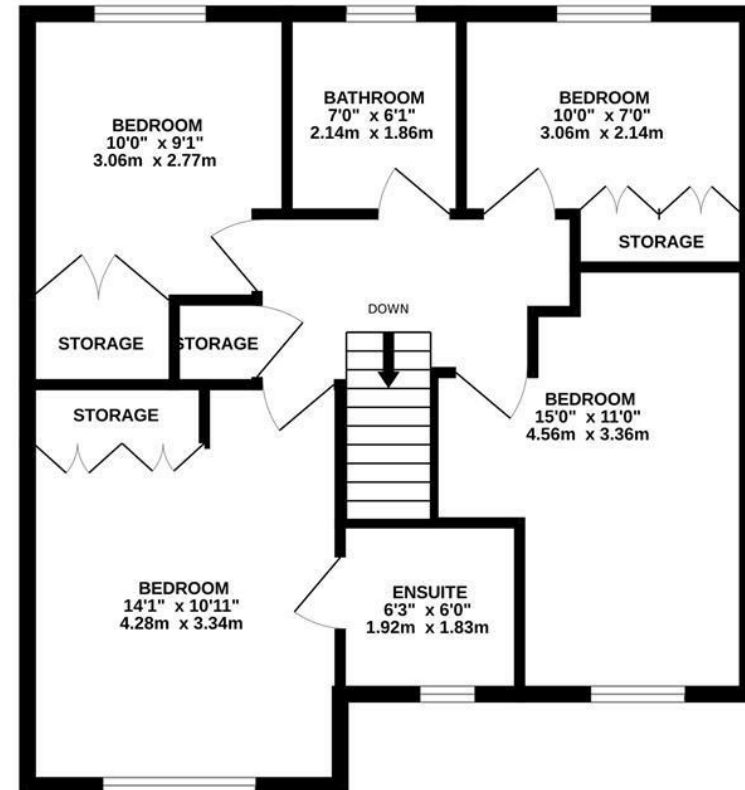 BEDROOM
10'0" x 9'1"
3.06m x 2.77m
BATHROOM
7'0" x 6'1"
2.14m x 1.86m
BEDROOM
10'0" x 7'0"
3.06m x 2.14m
STORAGE
DOWN
STORAGE
STORAGE
STORAGE
BEDROOM
15'0" x 11'0"
4.56m x 3.36m
BEDROOM
14'1" x 10'11"
4.28m x 3.34m
ENSUITE
6'3" x 6'0"
1.92m x 1.83m